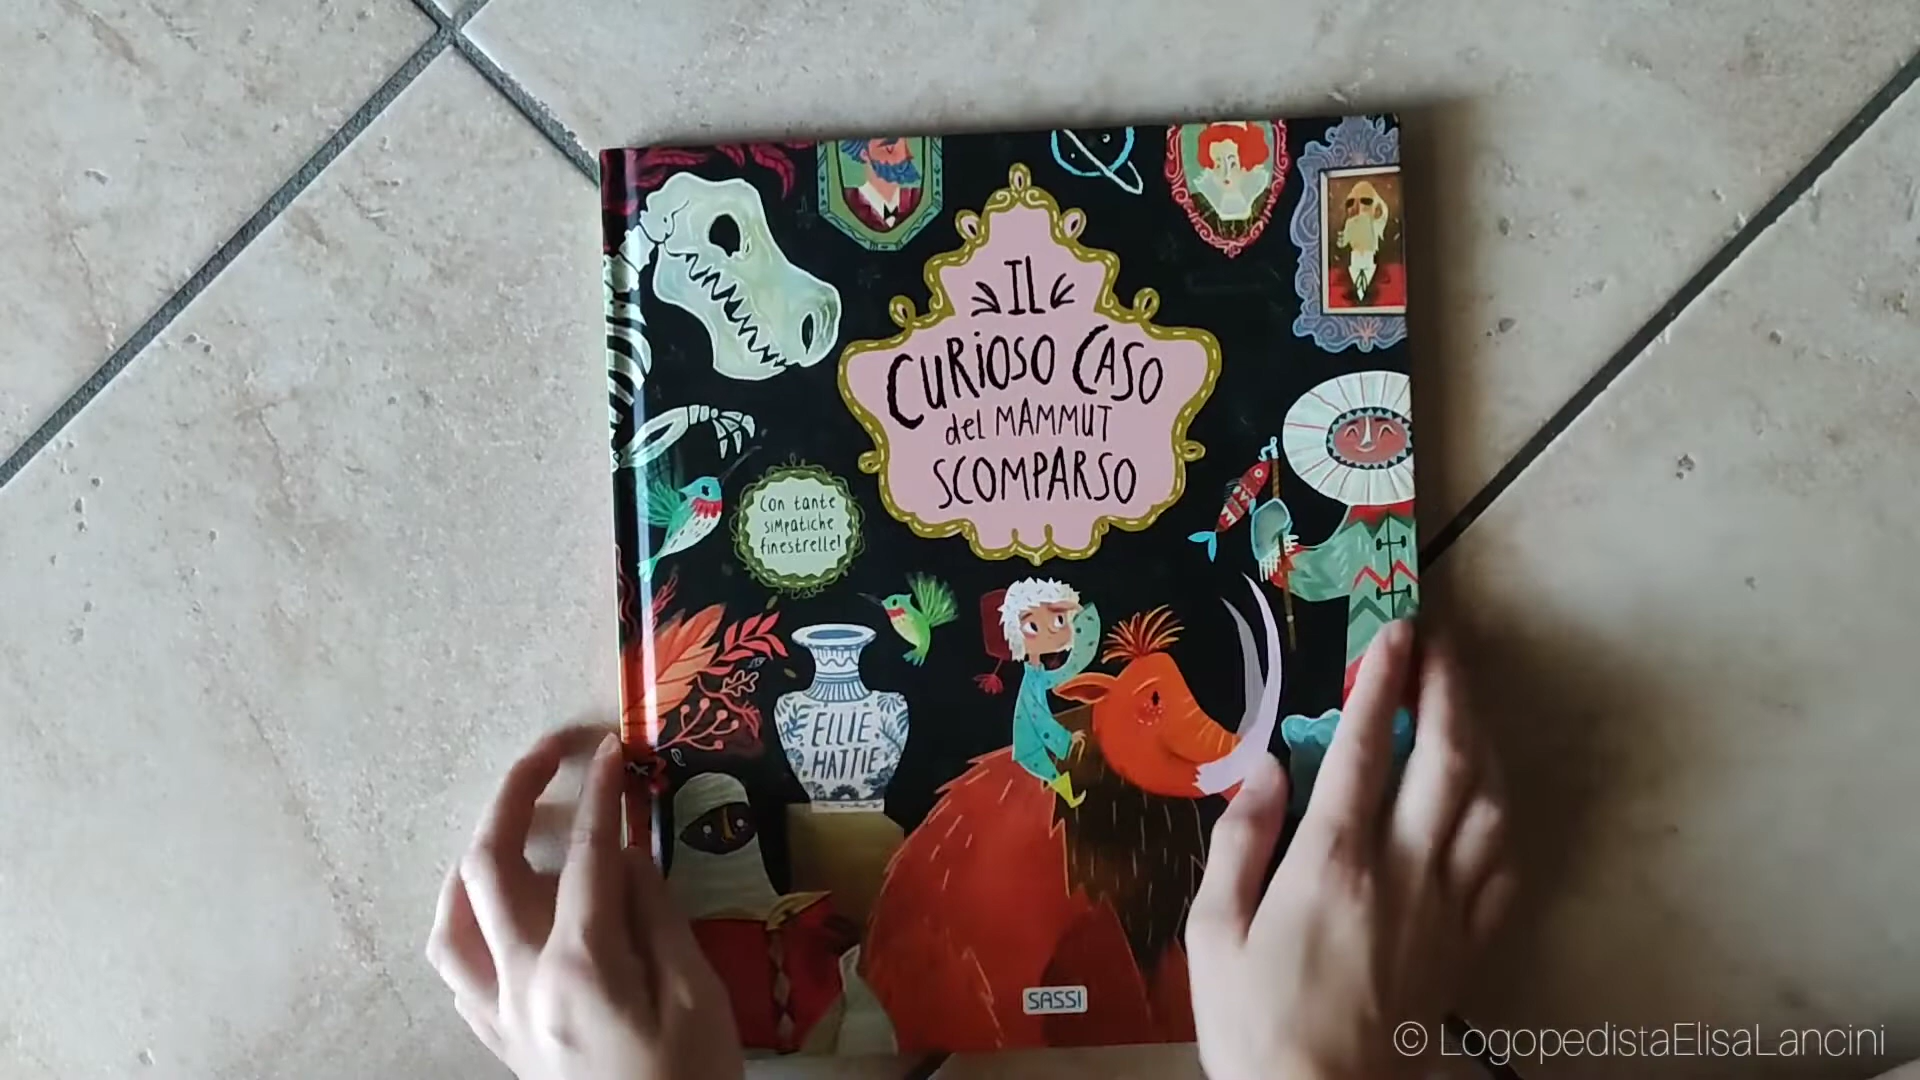 IL
CURIOSO CASO
del MAMMUT
SCOMPARSO
Con tante
simpatiche
finestrelle!
ELLIE
HATTIE
SASSI
© LogopedistaElisaLancini